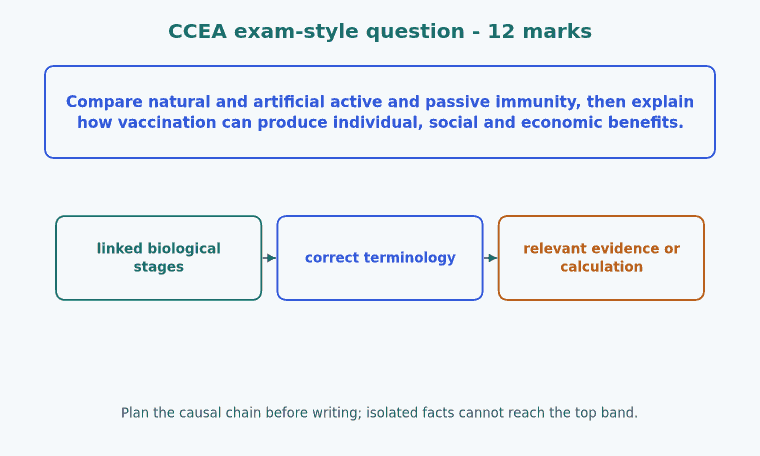 CCEA exam-style question - 12 marks
Compare natural and artificial active and passive immunity, then explain
how vaccination can produce individual, social and economic benefits.
linked biological
stages
correct terminology
relevant evidence or
calculation
Plan the causal chain before writing; isolated facts cannot reach the top band.